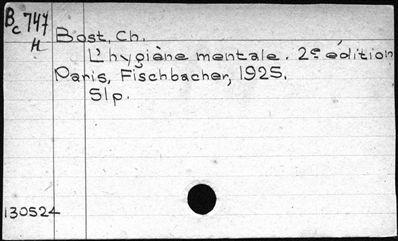 Bc 747
H
Bost, Ch.
L'hygiène mentale. 2e édition
Paris, Fischbacher, 1925.
51p.
130524